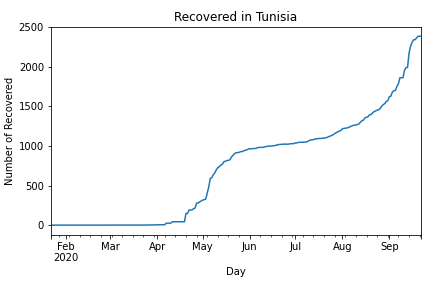 Recovered in Tunisia
Number of Recovered
2500
2000
1500
1000
500
0
Feb Mar Apr May Jun Jul Aug Sep
2020
Day